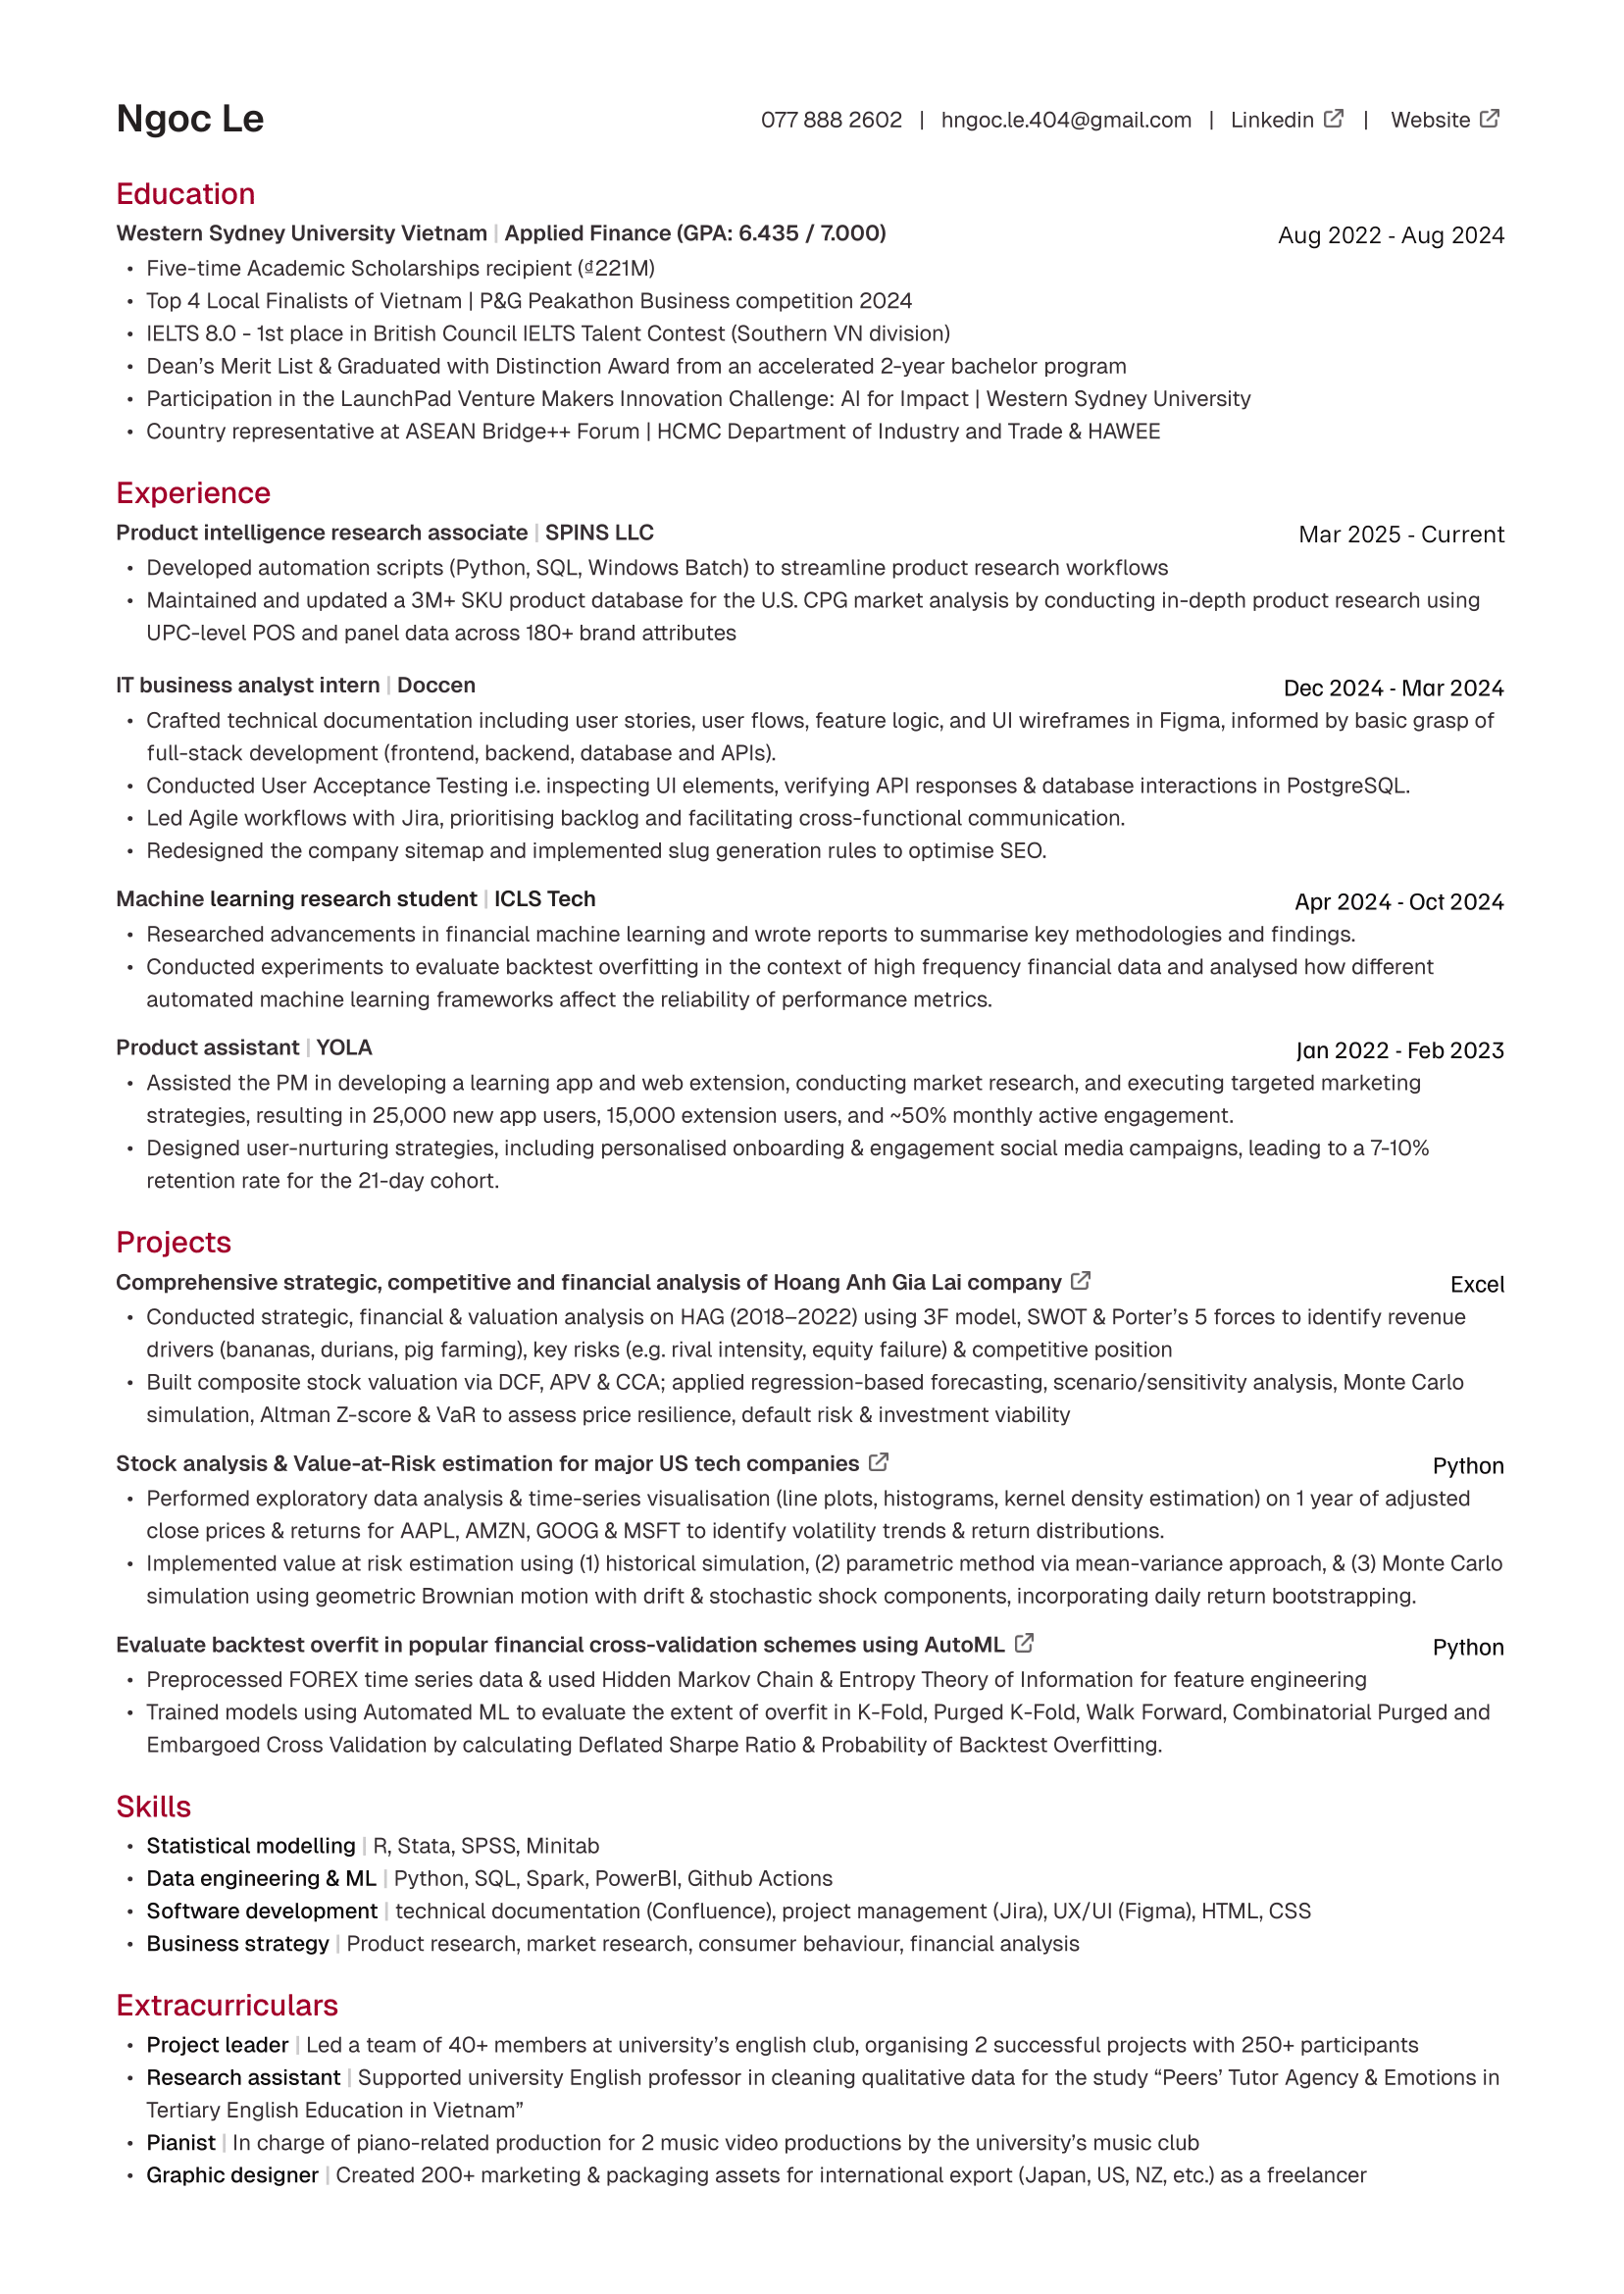 Ngoc Le
077 888 2602 | hngoc.le.404@gmail.com | Linkedin | Website
Education
Western Sydney University Vietnam | Applied Finance (GPA: 6.435 / 7.000) Aug 2022 - Aug 2024
• Five-time Academic Scholarships recipient (₫221M)
• Top 4 Local Finalists of Vietnam | P&G Peakathon Business competition 2024
• IELTS 8.0 - 1st place in British Council IELTS Talent Contest (Southern VN division)
• Dean’s Merit List & Graduated with Distinction Award from an accelerated 2-year bachelor program
• Participation in the LaunchPad Venture Makers Innovation Challenge: AI for Impact | Western Sydney University
• Country representative at ASEAN Bridge++ Forum | HCMC Department of Industry and Trade & HAWEE
Experience
Product intelligence research associate | SPINS LLC Mar 2025 - Current
• Developed automation scripts (Python, SQL, Windows Batch) to streamline product research workflows
• Maintained and updated a 3M+ SKU product database for the U.S. CPG market analysis by conducting in-depth product research using
UPC-level POS and panel data across 180+ brand attributes
IT business analyst intern | Doccen Dec 2024 - Mar 2024
• Crafted technical documentation including user stories, user flows, feature logic, and UI wireframes in Figma, informed by basic grasp of
full-stack development (frontend, backend, database and APIs).
• Conducted User Acceptance Testing i.e. inspecting UI elements, verifying API responses & database interactions in PostgreSQL.
• Led Agile workflows with Jira, prioritising backlog and facilitating cross-functional communication.
• Redesigned the company sitemap and implemented slug generation rules to optimise SEO.
Machine learning research student | ICLS Tech Apr 2024 - Oct 2024
• Researched advancements in financial machine learning and wrote reports to summarise key methodologies and findings.
• Conducted experiments to evaluate backtest overfitting in the context of high frequency financial data and analysed how different
automated machine learning frameworks affect the reliability of performance metrics.
Product assistant | YOLA Jan 2022 - Feb 2023
• Assisted the PM in developing a learning app and web extension, conducting market research, and executing targeted marketing
strategies, resulting in 25,000 new app users, 15,000 extension users, and ~50% monthly active engagement.
• Designed user-nurturing strategies, including personalised onboarding & engagement social media campaigns, leading to a 7-10%
retention rate for the 21-day cohort.
Projects
Comprehensive strategic, competitive and financial analysis of Hoang Anh Gia Lai company Excel
• Conducted strategic, financial & valuation analysis on HAG (2018–2022) using 3F model, SWOT & Porter’s 5 forces to identify revenue
drivers (bananas, durians, pig farming), key risks (e.g. rival intensity, equity failure) & competitive position
• Built composite stock valuation via DCF, APV & CCA; applied regression-based forecasting, scenario/sensitivity analysis, Monte Carlo
simulation, Altman Z-score & VaR to assess price resilience, default risk & investment viability
Stock analysis & Value-at-Risk estimation for major US tech companies Python
• Performed exploratory data analysis & time-series visualisation (line plots, histograms, kernel density estimation) on 1 year of adjusted
close prices & returns for AAPL, AMZN, GOOG & MSFT to identify volatility trends & return distributions.
• Implemented value at risk estimation using (1) historical simulation, (2) parametric method via mean-variance approach, & (3) Monte Carlo
simulation using geometric Brownian motion with drift & stochastic shock components, incorporating daily return bootstrapping.
Evaluate backtest overfit in popular financial cross-validation schemes using AutoML Python
• Preprocessed FOREX time series data & used Hidden Markov Chain & Entropy Theory of Information for feature engineering
• Trained models using Automated ML to evaluate the extent of overfit in K-Fold, Purged K-Fold, Walk Forward, Combinatorial Purged and
Embargoed Cross Validation by calculating Deflated Sharpe Ratio & Probability of Backtest Overfitting.
Skills
• Statistical modelling | R, Stata, SPSS, Minitab
• Data engineering & ML | Python, SQL, Spark, PowerBI, Github Actions
• Software development | technical documentation (Confluence), project management (Jira), UX/UI (Figma), HTML, CSS
• Business strategy | Product research, market research, consumer behaviour, financial analysis
Extracurriculars
• Project leader | Led a team of 40+ members at university’s english club, organising 2 successful projects with 250+ participants
• Research assistant | Supported university English professor in cleaning qualitative data for the study “Peers’ Tutor Agency & Emotions in
Tertiary English Education in Vietnam”
• Pianist | In charge of piano-related production for 2 music video productions by the university’s music club
• Graphic designer | Created 200+ marketing & packaging assets for international export (Japan, US, NZ, etc.) as a freelancer